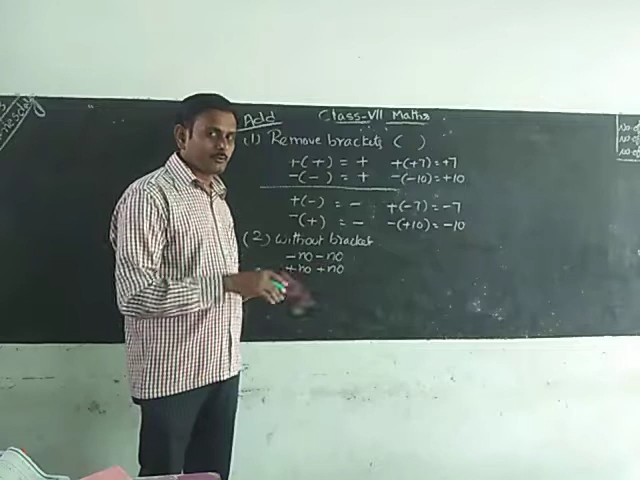 nesday
Add Class-VII Maths
(1) Remove brackets ( )
+(+) = + +(+7)=+7
-(-) = + -(-10)=+10
+(-) = - +(-7)=-7
-(+) = - -(+10)=-10
(2) without bracket
-no-no
+no+no